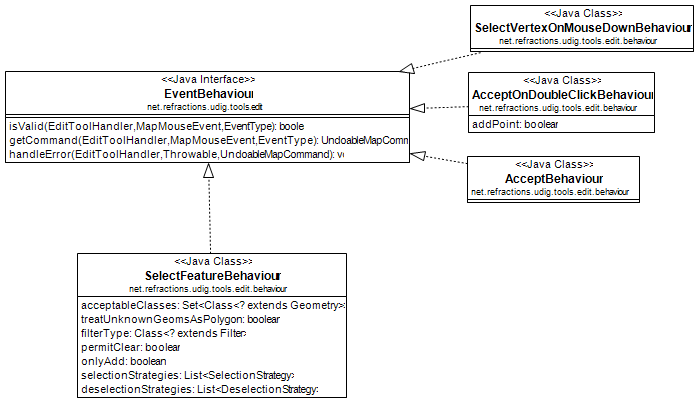 <<Java Class>>
SelectVertexOnMouseDownBehaviour
net.refractions.udig.tools.edit.behaviour
<<Java Interface>>
EventBehaviour
net.refractions.udig.tools.edit
isValid(EditToolHandler,MapMouseEvent,EventType): boole
getCommand(EditToolHandler,MapMouseEvent,EventType): UndoableMapComm
handleError(EditToolHandler,Throwable,UndoableMapCommand): v
<<Java Class>>
AcceptOnDoubleClickBehaviour
net.refractions.udig.tools.edit.behaviour
addPoint: boolean
<<Java Class>>
AcceptBehaviour
net.refractions.udig.tools.edit.behaviour
<<Java Class>>
SelectFeatureBehaviour
net.refractions.udig.tools.edit.behaviour
acceptableClasses: Set<Class<? extends Geometry>>
treatUnknownGeomsAsPolygon: boolean
filterType: Class<? extends Filter>
permitClear: boolean
onlyAdd: boolean
selectionStrategies: List<SelectionStrategy>
deselectionStrategies: List<DeselectionStrategy>